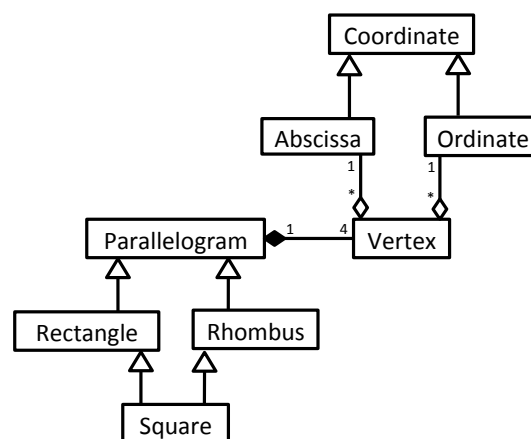 Coordinate
Abscissa
Ordinate
1
1
*
*
Parallelogram
1
4
Vertex
Rectangle
Rhombus
Square